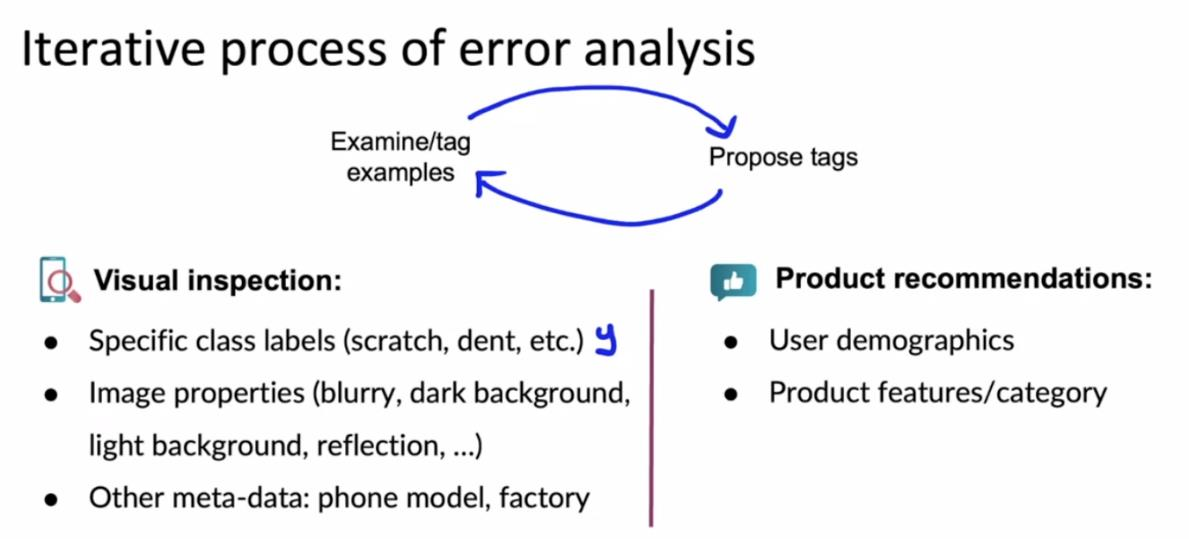 Iterative process of error analysis
Examine/tag
examples
Propose tags
Visual inspection:
● Specific class labels (scratch, dent, etc.) y
● Image properties (blurry, dark background,
light background, reflection, ...)
● Other meta-data: phone model, factory
Product recommendations:
● User demographics
● Product features/category